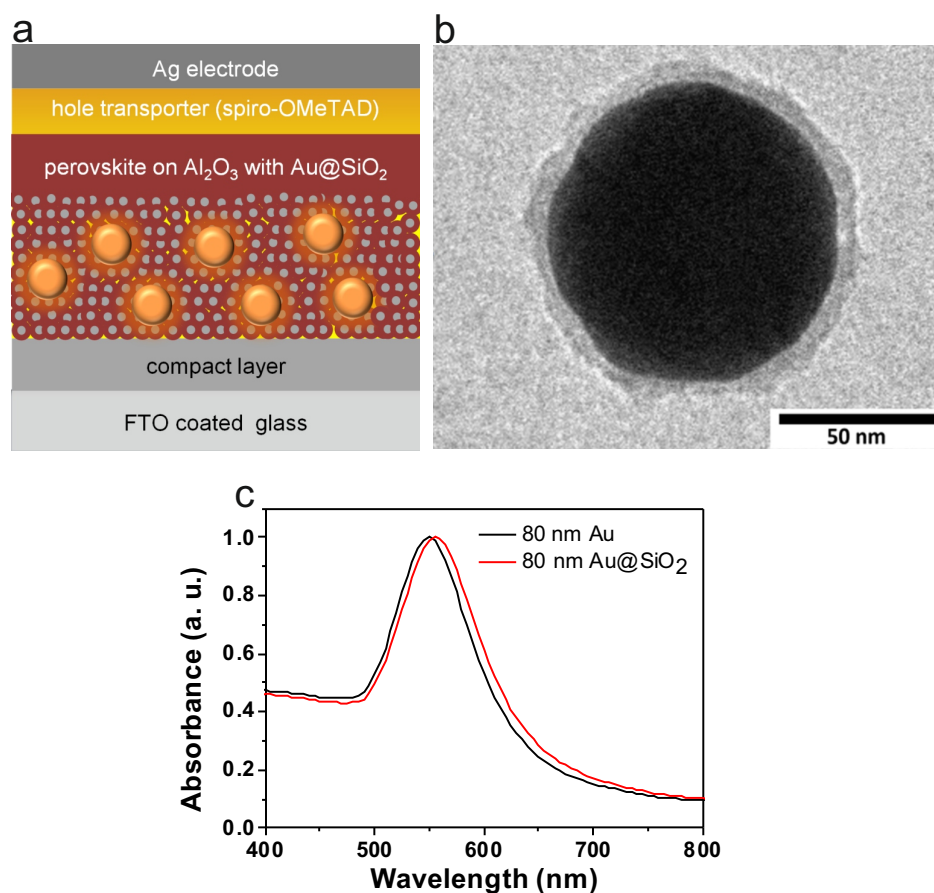 a
Ag electrode
hole transporter (spiro-OMeTAD)
perovskite on Al₂O₃ with Au@SiO₂
compact layer
FTO coated glass
b
50 nm
c
80 nm Au
80 nm Au@SiO₂
Absorbance (a. u.)
1.0
0.8
0.6
0.4
0.2
0.0
400 500 600 700 800
Wavelength (nm)